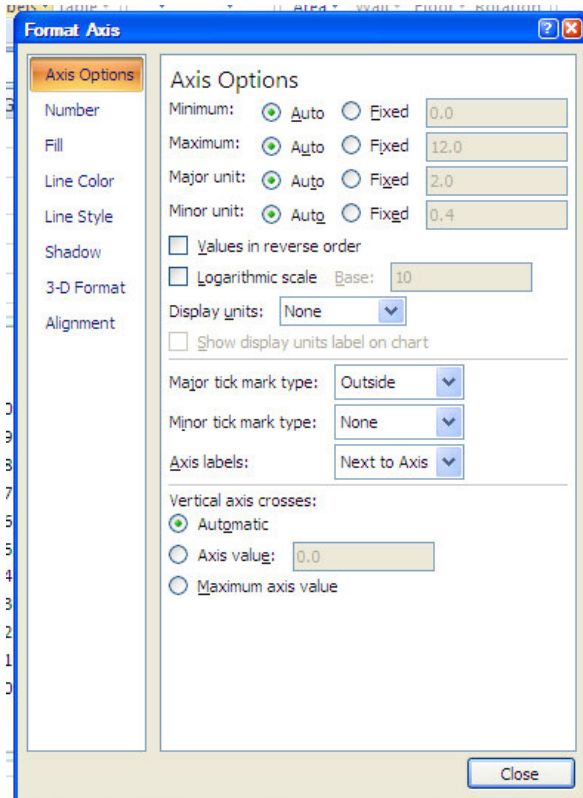 Format Axis
Axis Options
Number
Fill
Line Color
Line Style
Shadow
3-D Format
Alignment
Axis Options
Minimum: Auto Fixed 0.0
Maximum: Auto Fixed 12.0
Major unit: Auto Fixed 2.0
Minor unit: Auto Fixed 0.4
Values in reverse order
Logarithmic scale Base: 10
Display units: None
Show display units label on chart
Major tick mark type: Outside
Minor tick mark type: None
Axis labels: Next to Axis
Vertical axis crosses:
Automatic
Axis value: 0.0
Maximum axis value
Close